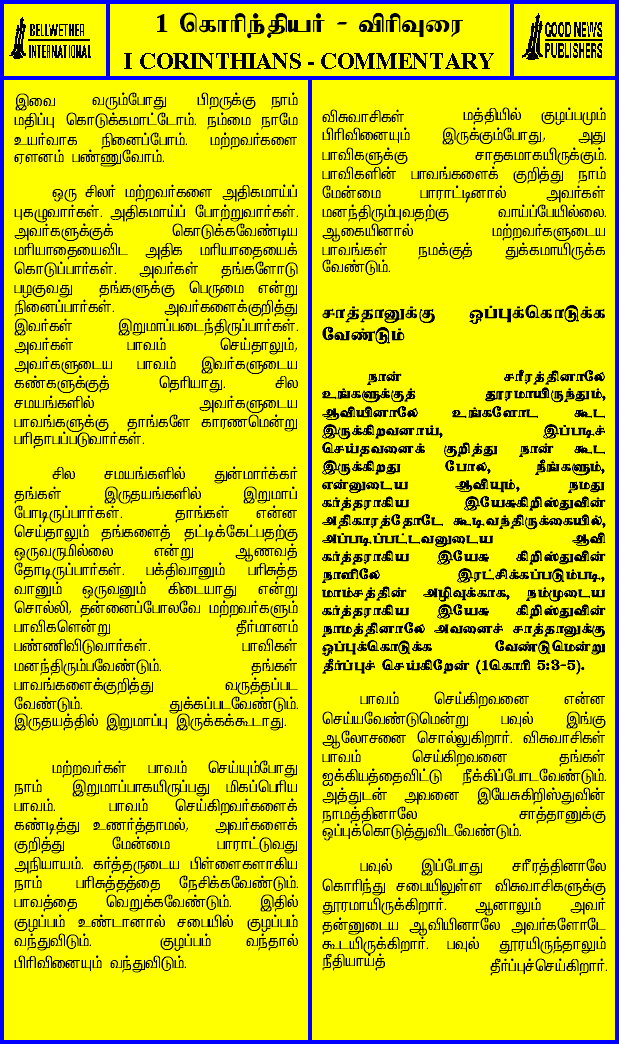 BELLWETHER
INTERNATIONAL
1 கொரிந்தியர் - விரிவுரை
I CORINTHIANS - COMMENTARY
GOOD NEWS
PUBLISHERS
இவை வரும்போது பிறருக்கு நாம்
மதிப்பு கொடுக்கமாட்டோம். நம்மை நாமே
உயர்வாக நினைப்போம். மற்றவர்களை
ஏளனம் பண்ணுவோம்.
ஒரு சிலர் மற்றவர்களை அதிகமாய்ப்
புகழுவார்கள். அதிகமாய்ப் போற்றுவார்கள்.
அவர்களுக்குக் கொடுக்கவேண்டிய
மரியாதையைவிட அதிக மரியாதையைக்
கொடுப்பார்கள். அவர்கள் தங்களோடு
பழகுவது தங்களுக்கு பெருமை என்று
நினைப்பார்கள். அவர்களைக்குறித்து
இவர்கள் இறுமாப்படைந்திருப்பார்கள்.
அவர்கள் பாவம் செய்தாலும்,
அவர்களுடைய பாவம் இவர்களுடைய
கண்களுக்குத் தெரியாது. சில
சமயங்களில் அவர்களுடைய
பாவங்களுக்கு தாங்களே காரணமென்று
பரிதாபப்படுவார்கள்.
சில சமயங்களில் துன்மார்க்கர்
தங்கள் இருதயங்களில் இறுமாப்
போடிருப்பார்கள். தாங்கள் என்ன
செய்தாலும் தங்களைத் தட்டிக்கேட்பதற்கு
ஒருவருமில்லை என்று ஆணவத்
தோடிருப்பார்கள். பக்திவானும் பரிசுத்த
வானும் ஒருவனும் கிடையாது என்று
சொல்லி, தன்னைப்போலவே மற்றவர்களும்
பாவிகளென்று தீர்மானம்
பண்ணிவிடுவார்கள். பாவிகள்
மனந்திரும்பவேண்டும். தங்கள்
பாவங்களைக்குறித்து வருத்தப்பட
வேண்டும். துக்கப்படவேண்டும்.
இருதயத்தில் இறுமாப்பு இருக்கக்கூடாது.
மற்றவர்கள் பாவம் செய்யும்போது
நாம் இறுமாப்பாகயிருப்பது மிகப்பெரிய
பாவம். பாவம் செய்கிறவர்களைக்
கண்டித்து உணர்த்தாமல், அவர்களைக்
குறித்து மேன்மை பாராட்டுவது
அநியாயம். கர்த்தருடைய பிள்ளைகளாகிய
நாம் பரிசுத்தத்தை நேசிக்கவேண்டும்.
பாவத்தை வெறுக்கவேண்டும். இதில்
குழப்பம் உண்டானால் சபையில் குழப்பம்
வந்துவிடும். குழப்பம் வந்தால்
பிரிவினையும் வந்துவிடும்.
விசுவாசிகள் மத்தியில் குழப்பமும்
பிரிவினையும் இருக்கும்போது, அது
பாவிகளுக்கு சாதகமாகயிருக்கும்.
பாவிகளின் பாவங்களைக் குறித்து நாம்
மேன்மை பாராட்டினால் அவர்கள்
மனந்திரும்புவதற்கு வாய்ப்பேயில்லை.
ஆகையினால் மற்றவர்களுடைய
பாவங்கள் நமக்குத் துக்கமாயிருக்க
வேண்டும்.
சாத்தானுக்கு ஒப்புக்கொடுக்க
வேண்டும்
நான் சரீரத்தினாலே
உங்களுக்குத் தூரமாயிருந்தும்,
ஆவியினாலே உங்களோட கூட
இருக்கிறவனாய், இப்படிச்
செய்தவனைக் குறித்து நான் கூட
இருக்கிறது போல, நீங்களும்,
என்னுடைய ஆவியும், நமது
கர்த்தராகிய இயேசுகிறிஸ்துவின்
அதிகாரத்தோடே கூடிவந்திருக்கையில்,
அப்படிப்பட்டவனுடைய ஆவி
கர்த்தராகிய இயேசு கிறிஸ்துவின்
நாளிலே இரட்சிக்கப்படும்படி,
மாம்சத்தின் அழிவுக்காக, நம்முடைய
கர்த்தராகிய இயேசு கிறிஸ்துவின்
நாமத்தினாலே அவனைச் சாத்தானுக்கு
ஒப்புக்கொடுக்க வேண்டுமென்று
தீர்ப்புச் செய்கிறேன் (1கொரி 5:3-5).
பாவம் செய்கிறவனை என்ன
செய்யவேண்டுமென்று பவுல் இங்கு
ஆலோசனை சொல்லுகிறார். விசுவாசிகள்
பாவம் செய்கிறவனை தங்கள்
ஐக்கியத்தைவிட்டு நீக்கிப்போடவேண்டும்.
அத்துடன் அவனை இயேசுகிறிஸ்துவின்
நாமத்தினாலே சாத்தானுக்கு
ஒப்புக்கொடுத்துவிடவேண்டும்.
பவுல் இப்போது சரீரத்தினாலே
கொரிந்து சபையிலுள்ள விசுவாசிகளுக்கு
தூரமாயிருக்கிறார். ஆனாலும் அவர்
தன்னுடைய ஆவியினாலே அவர்களோடே
கூடயிருக்கிறார். பவுல் தூரயிருந்தாலும்
நீதியாய்த் தீர்ப்புச்செய்கிறார்.